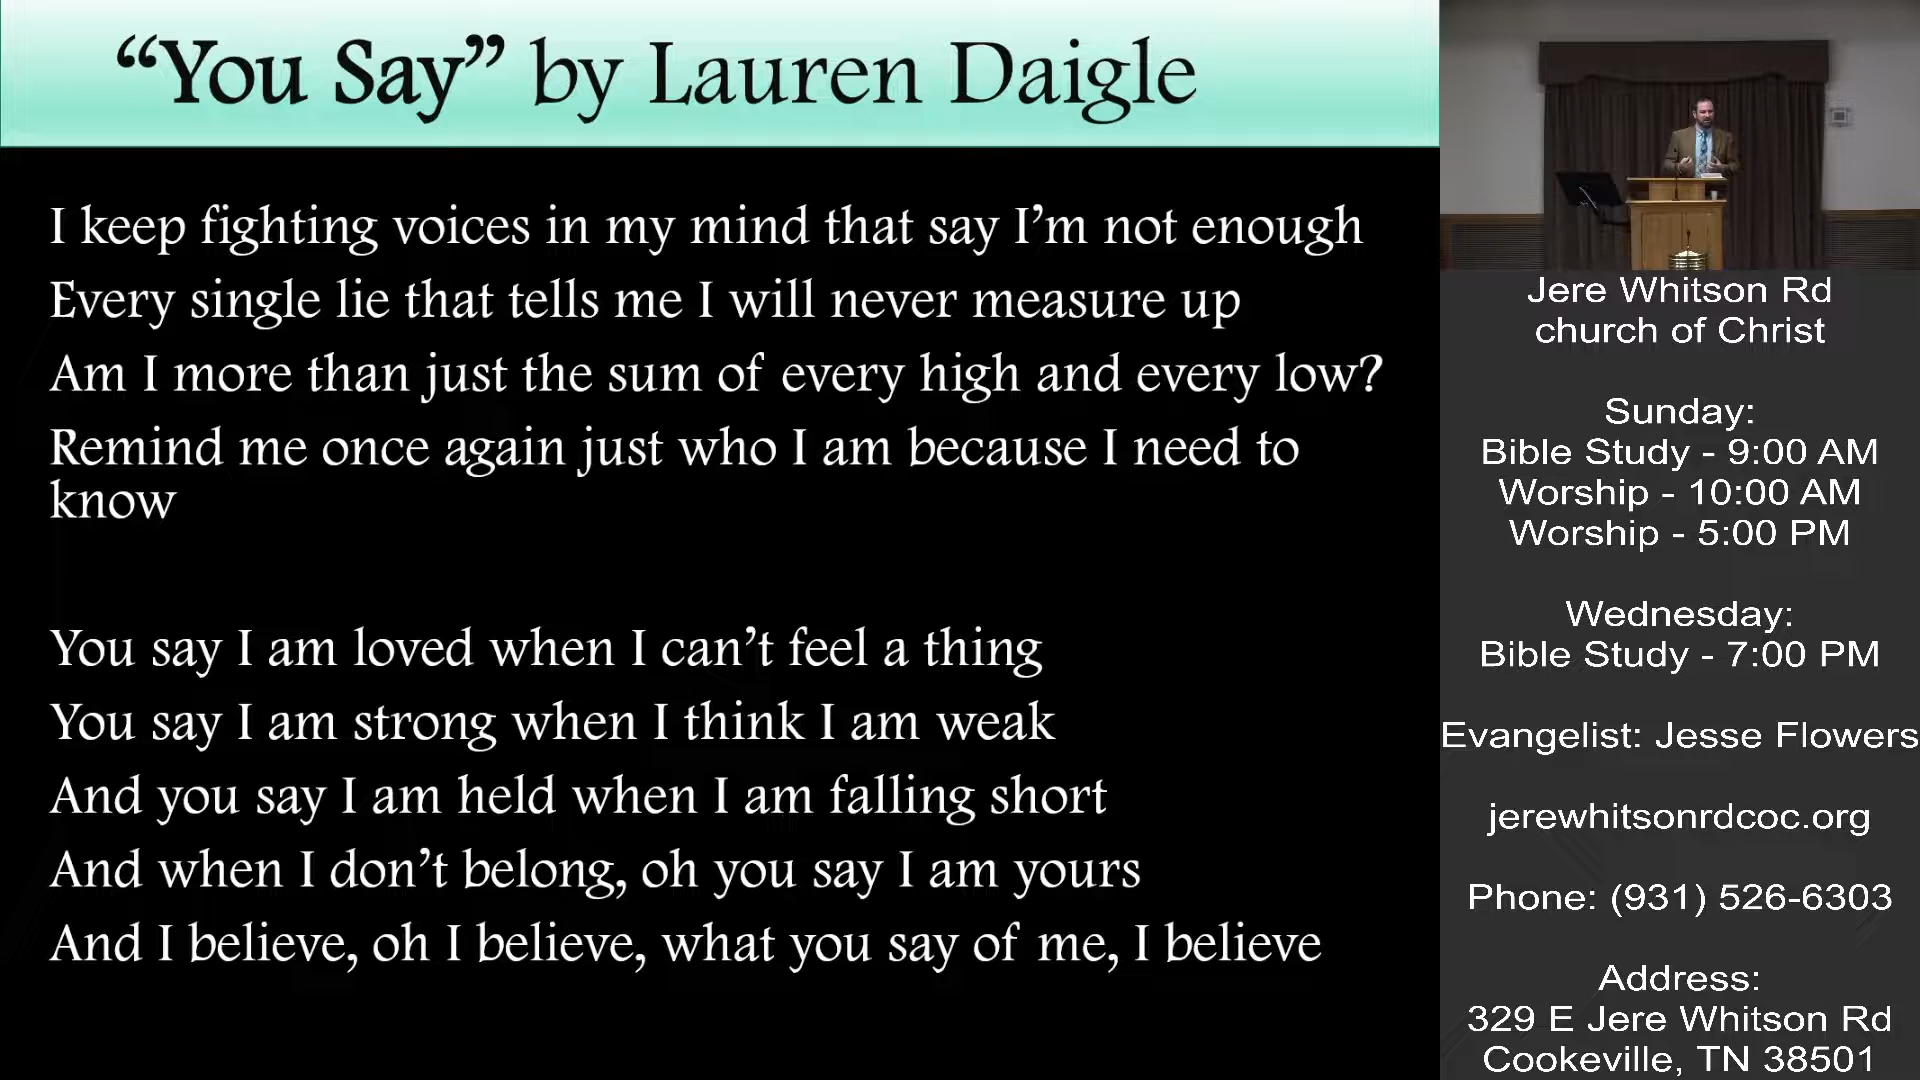 “You Say” by Lauren Daigle
I keep fighting voices in my mind that say I’m not enough
Every single lie that tells me I will never measure up
Am I more than just the sum of every high and every low?
Remind me once again just who I am because I need to
know
You say I am loved when I can’t feel a thing
You say I am strong when I think I am weak
And you say I am held when I am falling short
And when I don’t belong, oh you say I am yours
And I believe, oh I believe, what you say of me, I believe
Jere Whitson Rd
church of Christ
Sunday:
Bible Study - 9:00 AM
Worship - 10:00 AM
Worship - 5:00 PM
Wednesday:
Bible Study - 7:00 PM
Evangelist: Jesse Flowers
jerewhitsonrdcoc.org
Phone: (931) 526-6303
Address:
329 E Jere Whitson Rd
Cookeville, TN 38501